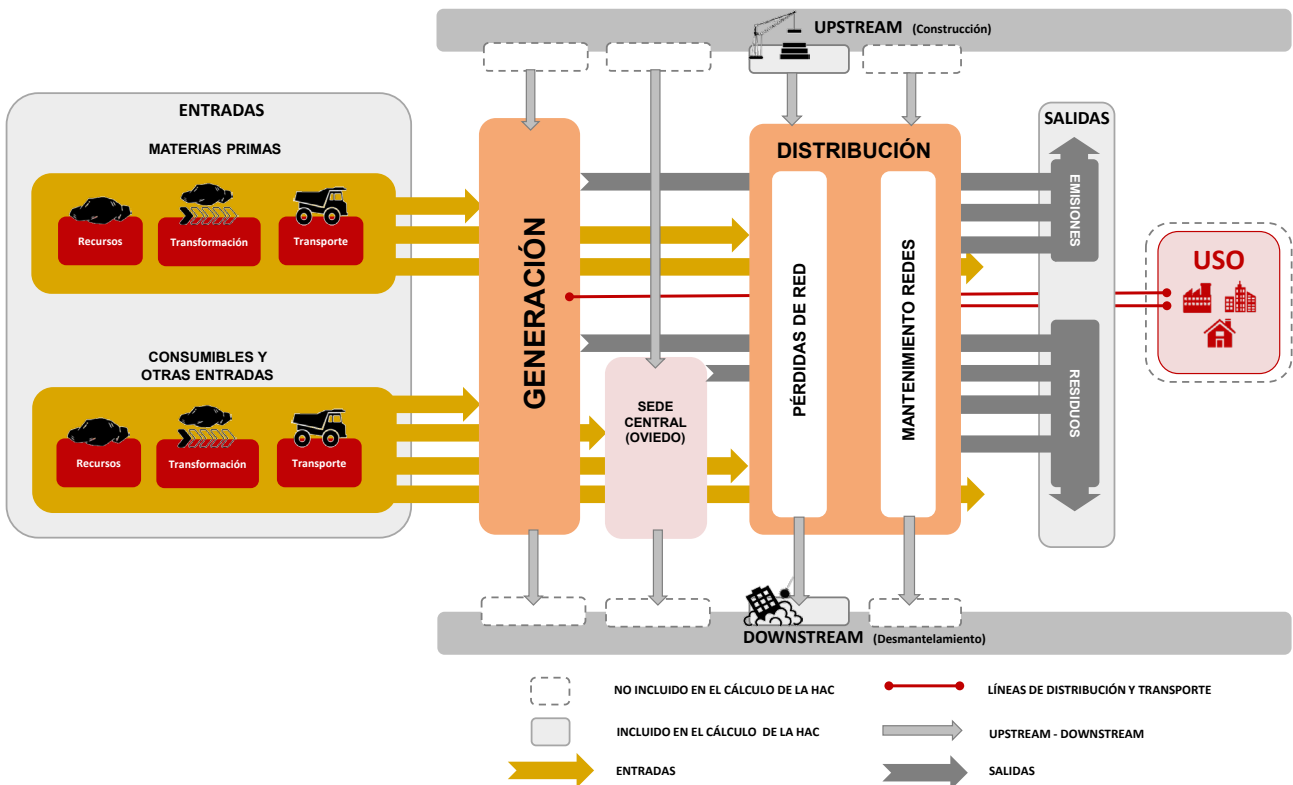 UPSTREAM (Construcción)
ENTRADAS
MATERIAS PRIMAS
Recursos
Transformación
Transporte
CONSUMIBLES Y
OTRAS ENTRADAS
Recursos
Transformación
Transporte
GENERACIÓN
SEDE
CENTRAL
(OVIEDO)
DISTRIBUCIÓN
PÉRDIDAS DE RED
MANTENIMIENTO REDES
SALIDAS
EMISIONES
RESIDUOS
USO
DOWNSTREAM (Desmantelamiento)
NO INCLUIDO EN EL CÁLCULO DE LA HAC
LÍNEAS DE DISTRIBUCIÓN Y TRANSPORTE
INCLUIDO EN EL CÁLCULO DE LA HAC
UPSTREAM - DOWNSTREAM
ENTRADAS
SALIDAS